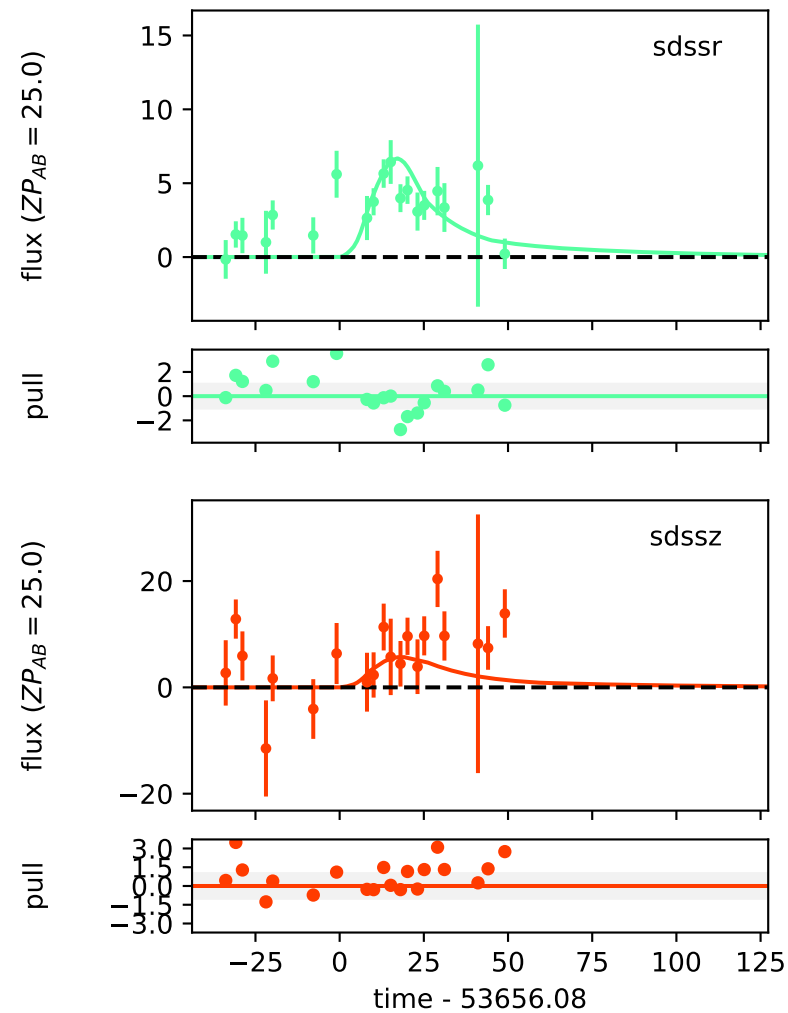 sdssr
flux (ZP_AB = 25.0)
15
10
5
0
pull
2
0
−2
sdssz
flux (ZP_AB = 25.0)
20
0
−20
pull
3.0
1.5
0.0
−1.5
−3.0
−25 0 25 50 75 100 125
time - 53656.08